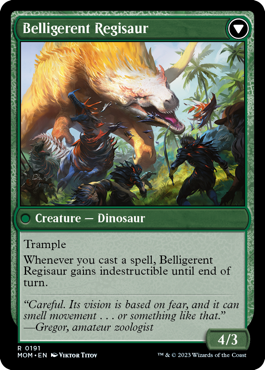 Belligerent Regisaur
Creature — Dinosaur
Trample
Whenever you cast a spell, Belligerent
Regisaur gains indestructible until end of
turn.
“Careful. Its vision is based on fear, and it can
smell movement . . . or something like that.”
—Gregor, amateur zoologist
4/3
R 0191
MOM • EN Viktor Titov
™ & © 2023 Wizards of the Coast